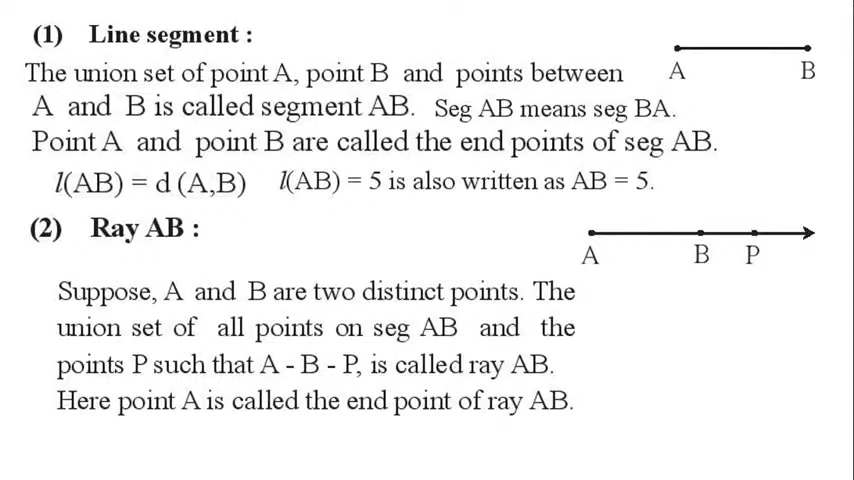 (1) Line segment :
A B
The union set of point A, point B and points between
A and B is called segment AB. Seg AB means seg BA.
Point A and point B are called the end points of seg AB.
l(AB) = d (A,B) l(AB) = 5 is also written as AB = 5.
(2) Ray AB :
A B P
Suppose, A and B are two distinct points. The
union set of all points on seg AB and the
points P such that A - B - P, is called ray AB.
Here point A is called the end point of ray AB.